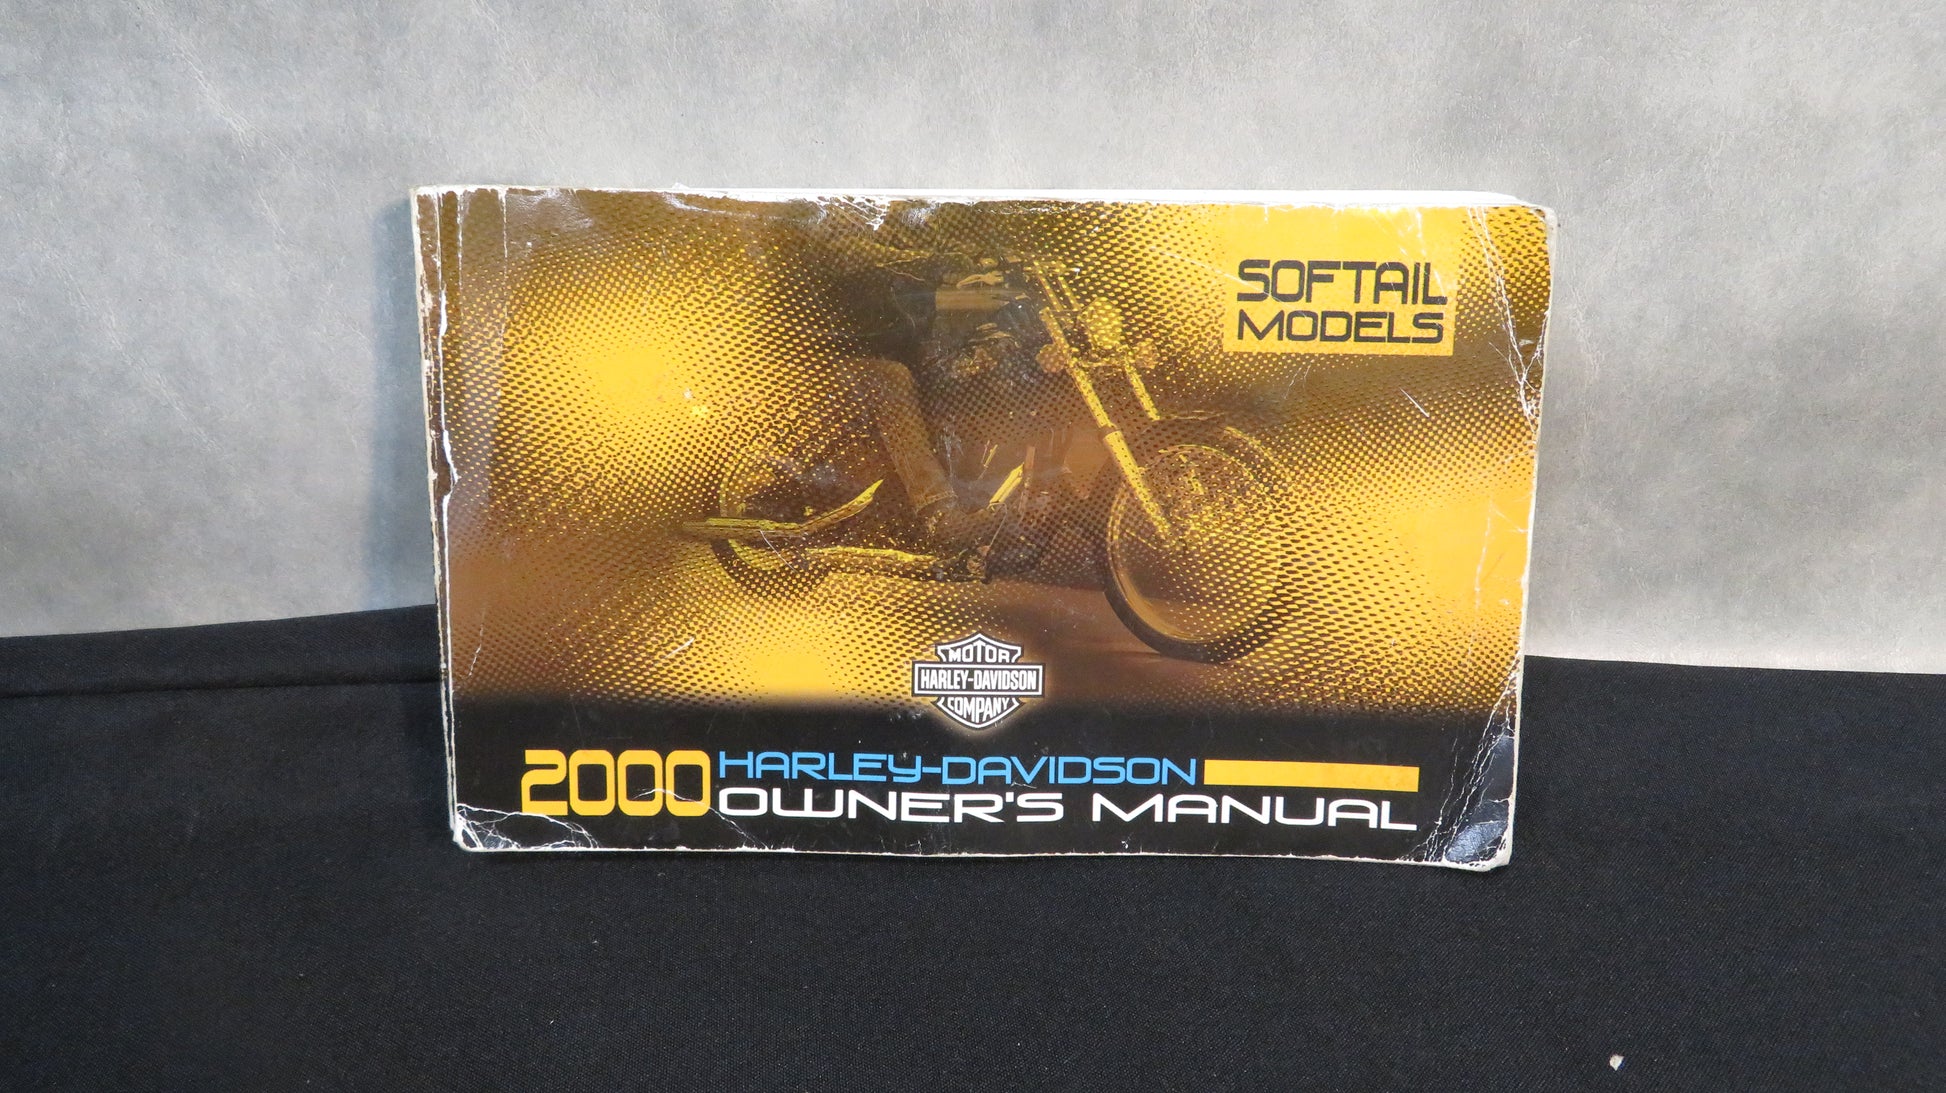 SOFTAIL
MODELS
MOTOR
HARLEY-DAVIDSON
COMPANY
2000 HARLEY-DAVIDSON
OWNER'S MANUAL